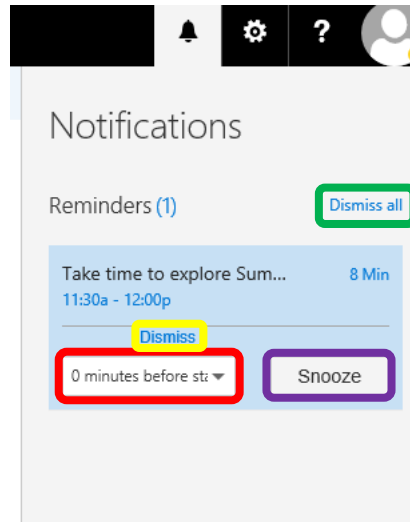 ?
Notifications
Reminders (1) Dismiss all
Take time to explore Sum... 8 Min
11:30a - 12:00p
Dismiss
0 minutes before sta Snooze